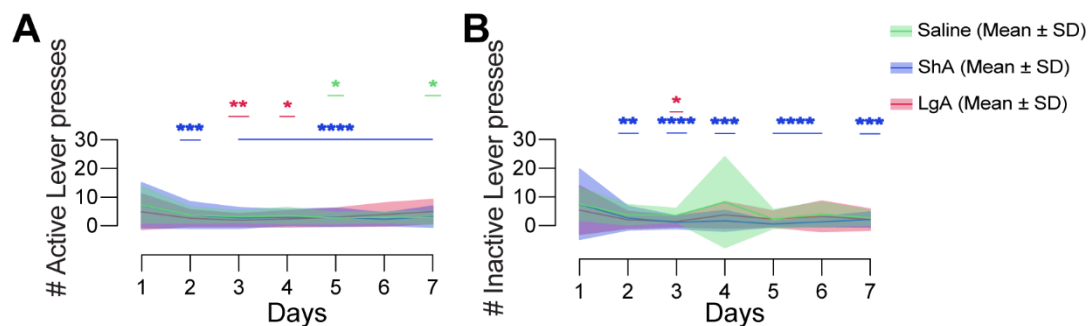 A
# Active Lever presses
30
20
10
0
** *
* *
*** ****
1 2 3 4 5 6 7
Days
B
# Inactive Lever presses
30
20
10
0
*
** **** *** **** ***
1 2 3 4 5 6 7
Days
Saline (Mean ± SD)
ShA (Mean ± SD)
LgA (Mean ± SD)